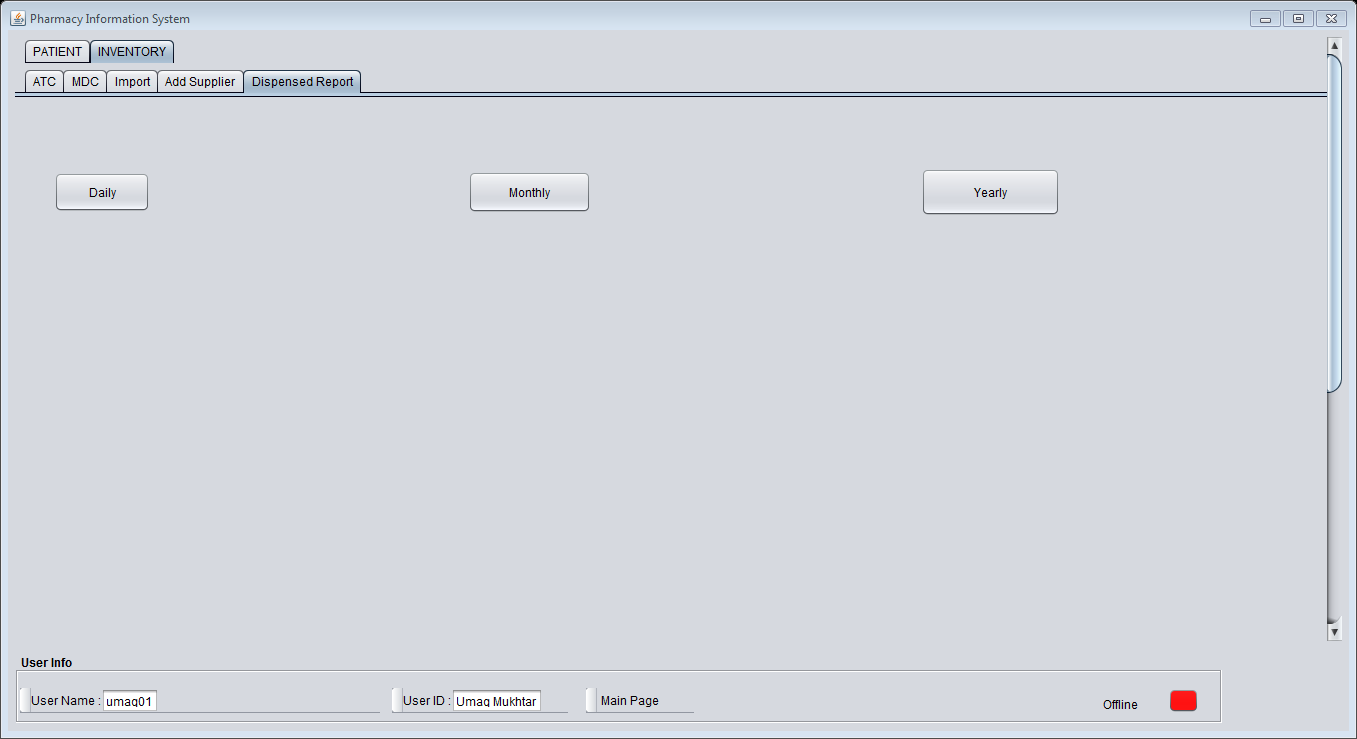 Pharmacy Information System
PATIENT INVENTORY
ATC MDC Import Add Supplier Dispensed Report
Daily Monthly Yearly
User Info
User Name : umaq01 User ID : Umaq Mukhtar Main Page Offline